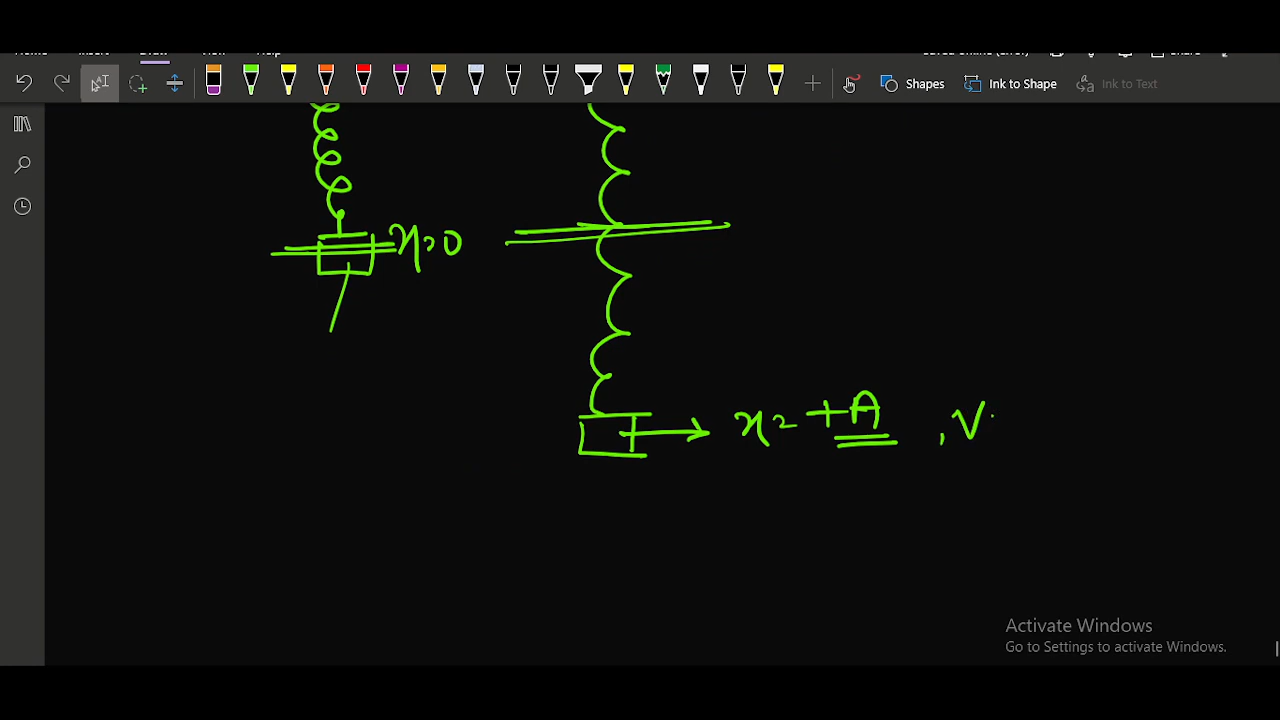 Shapes
Ink to Shape
Ink to Text
x=0
x= +A , V
Activate Windows
Go to Settings to activate Windows.